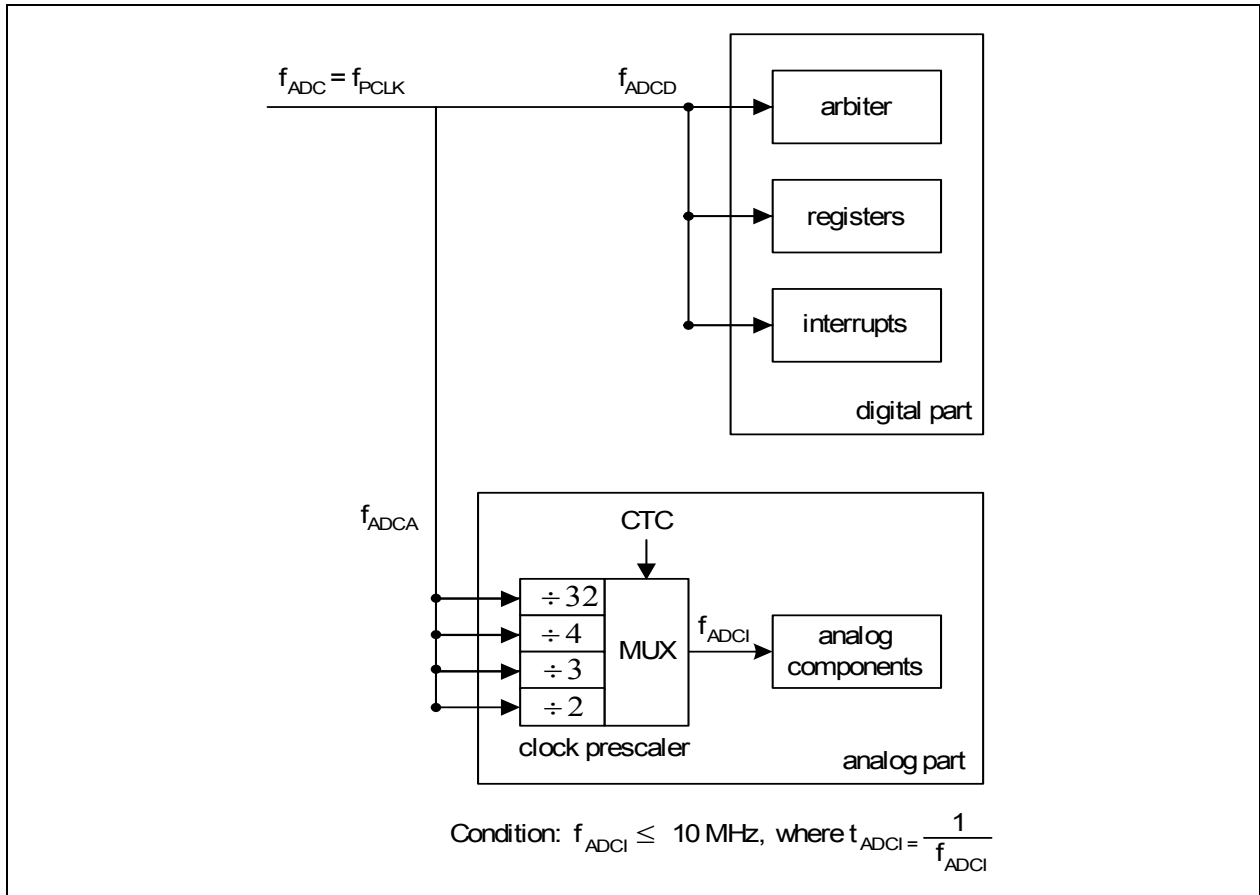 f_ADC = f_PCLK
f_ADCD
arbiter
registers
interrupts
digital part
f_ADCA
CTC
÷ 32
÷ 4
÷ 3
÷ 2
MUX
f_ADCI
analog
components
clock prescaler
analog part
Condition: f_ADCI ≤ 10 MHz, where t_ADCI = 1 / f_ADCI